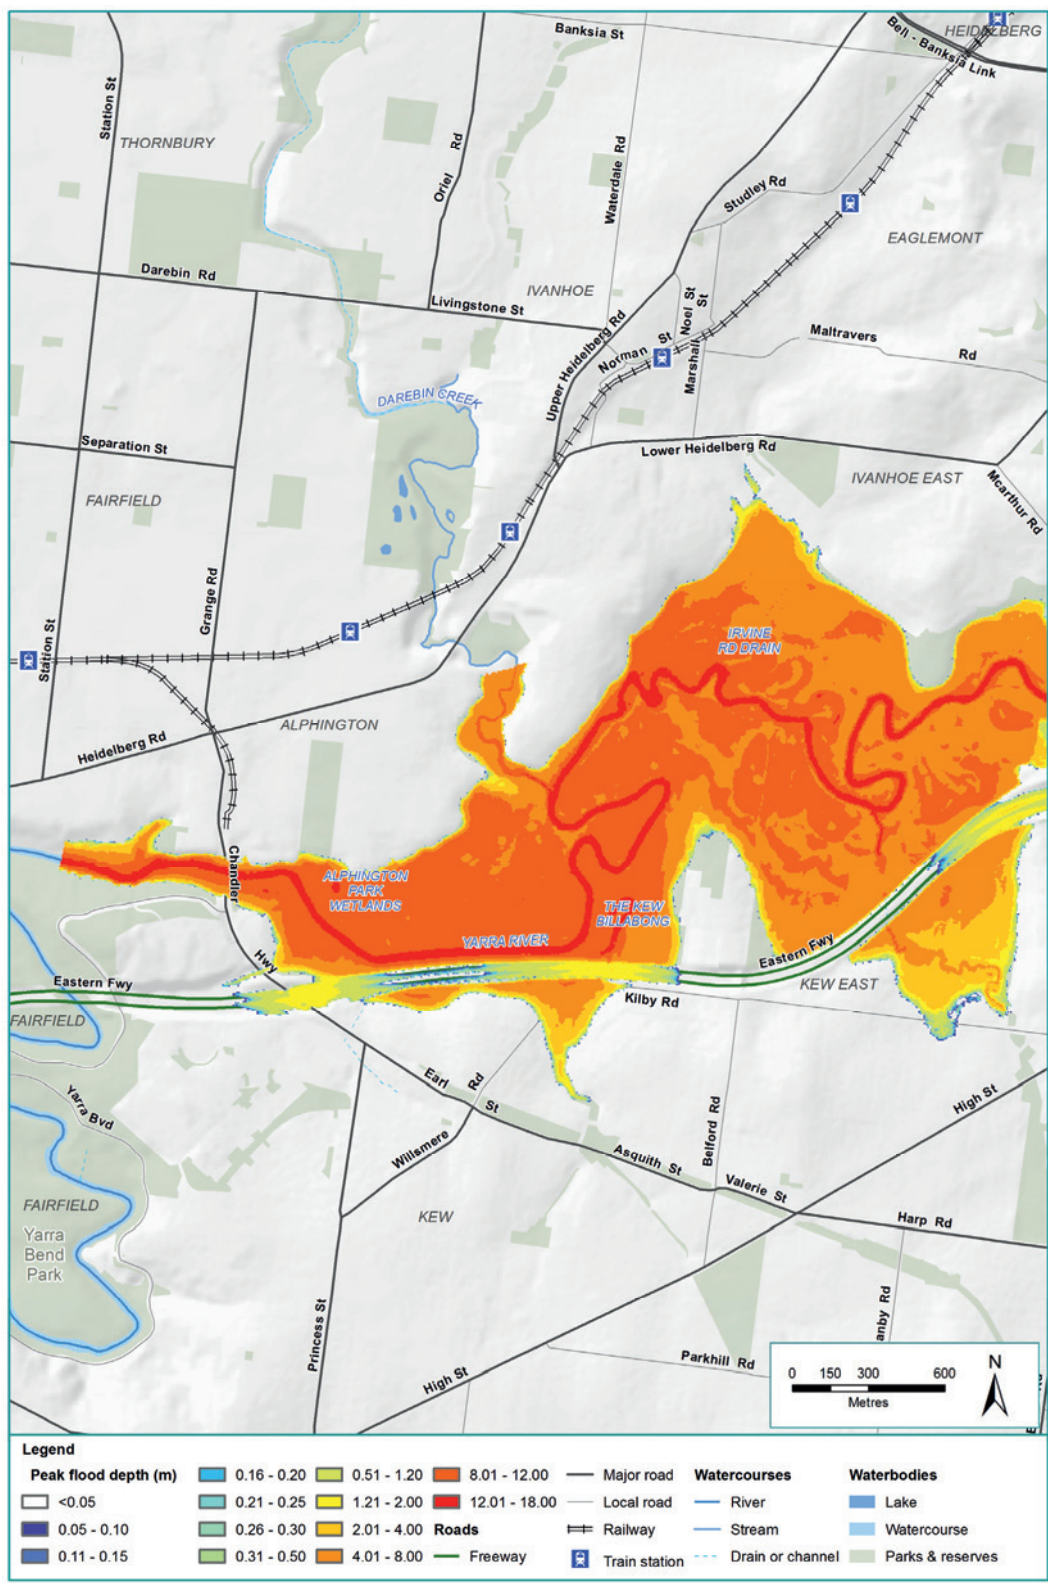 Banksia St
HEIDELBERG
Bell - Banksia Link
Station St
THORNBURY
Oriel Rd
Waterdale Rd
Studley Rd
EAGLEMONT
Darebin Rd
IVANHOE
Livingstone St
Noel St
Marshall St
Norman St
Upper Heidelberg Rd
Maltravers Rd
DAREBIN CREEK
Separation St
Lower Heidelberg Rd
FAIRFIELD
IVANHOE EAST
Mcarthur Rd
Grange Rd
Station St
IRVINE
RD DRAIN
ALPHINGTON
Heidelberg Rd
Chandler
Hwy
ALPHINGTON
PARK
WETLANDS
THE KEW
BILLABONG
YARRA RIVER
Eastern Fwy
Eastern Fwy
KEW EAST
Kilby Rd
FAIRFIELD
Yarra Bvd
Earl St
Willsmere Rd
High St
Belford Rd
Asquith St
Valerie St
Harp Rd
FAIRFIELD
Yarra
Bend
Park
KEW
Princess St
anby Rd
Parkhill Rd
High St
0 150 300 600
Metres
N
Legend
Peak flood depth (m)
<0.05
0.05 - 0.10
0.11 - 0.15
0.16 - 0.20
0.21 - 0.25
0.26 - 0.30
0.31 - 0.50
0.51 - 1.20
1.21 - 2.00
2.01 - 4.00
4.01 - 8.00
8.01 - 12.00
12.01 - 18.00
Roads
Freeway
Major road
Local road
Railway
Train station
Watercourses
River
Stream
Drain or channel
Waterbodies
Lake
Watercourse
Parks & reserves